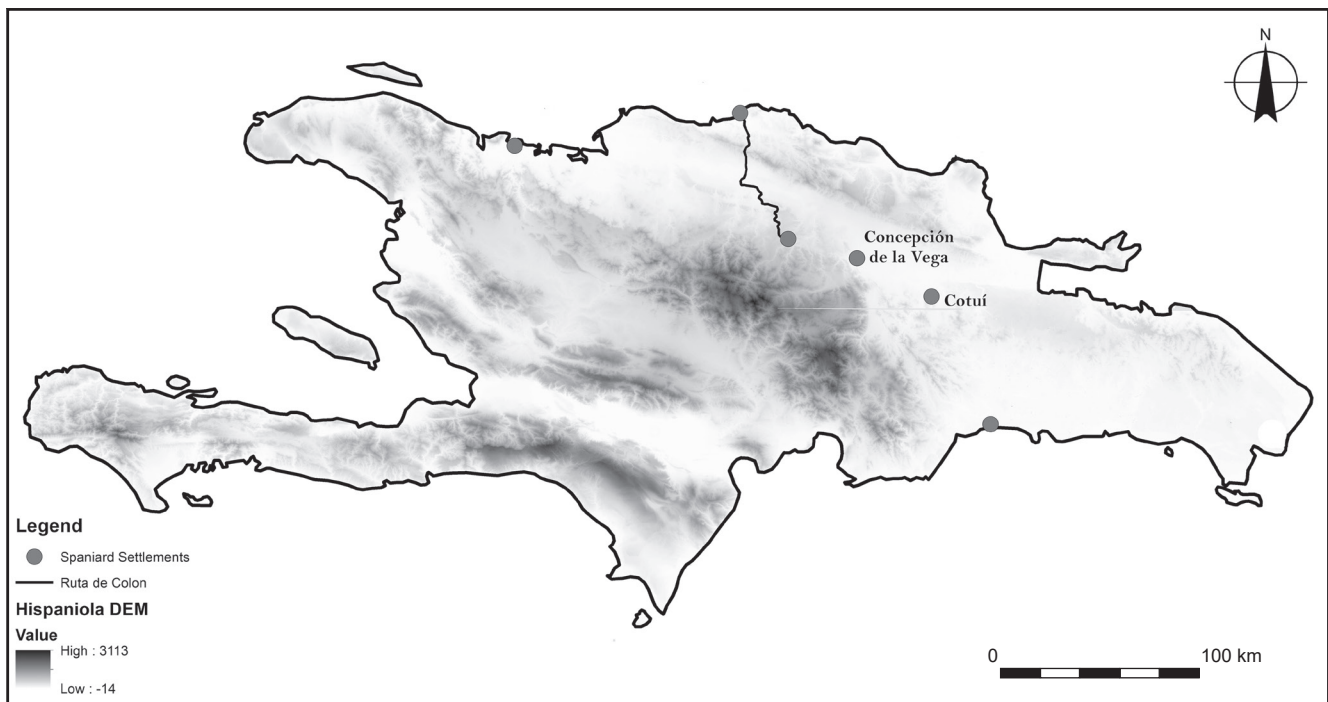 N
Concepción
de la Vega
Cotuí
Legend
Spaniard Settlements
Ruta de Colon
Hispaniola DEM
Value
High : 3113
Low : -14
0 100 km